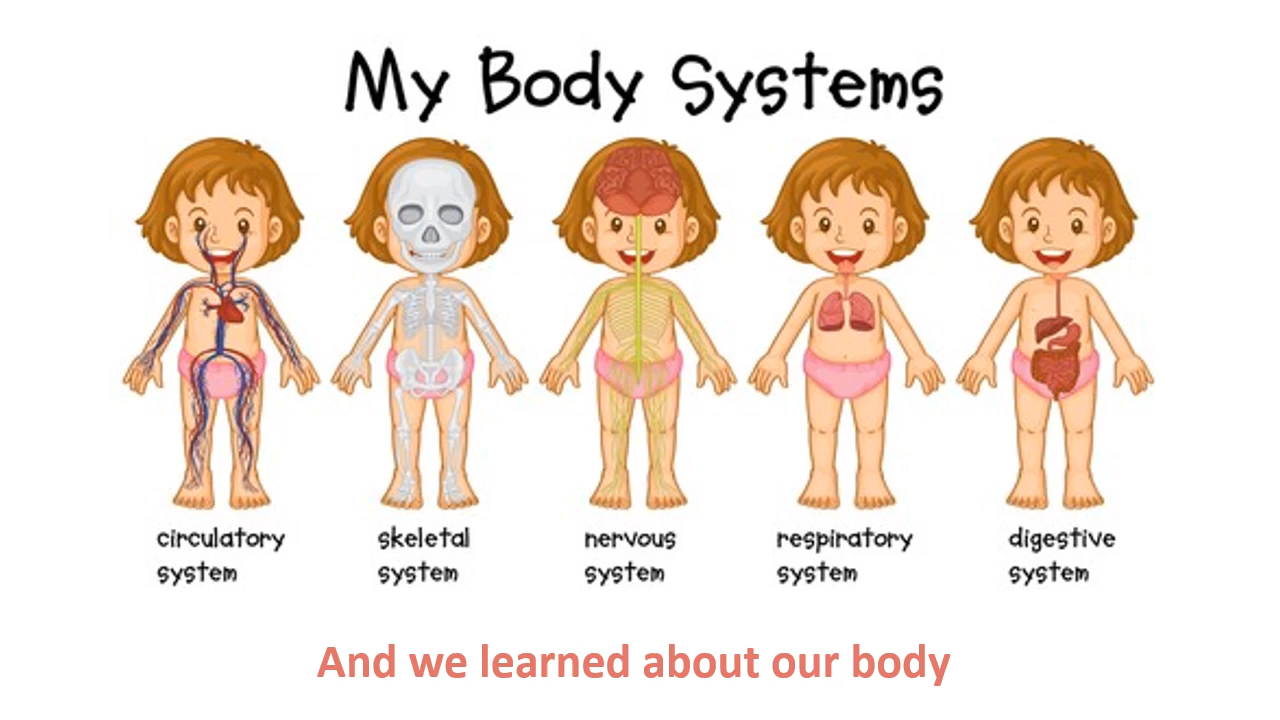 My Body Systems
circulatory
system
skeletal
system
nervous
system
respiratory
system
digestive
system
And we learned about our body